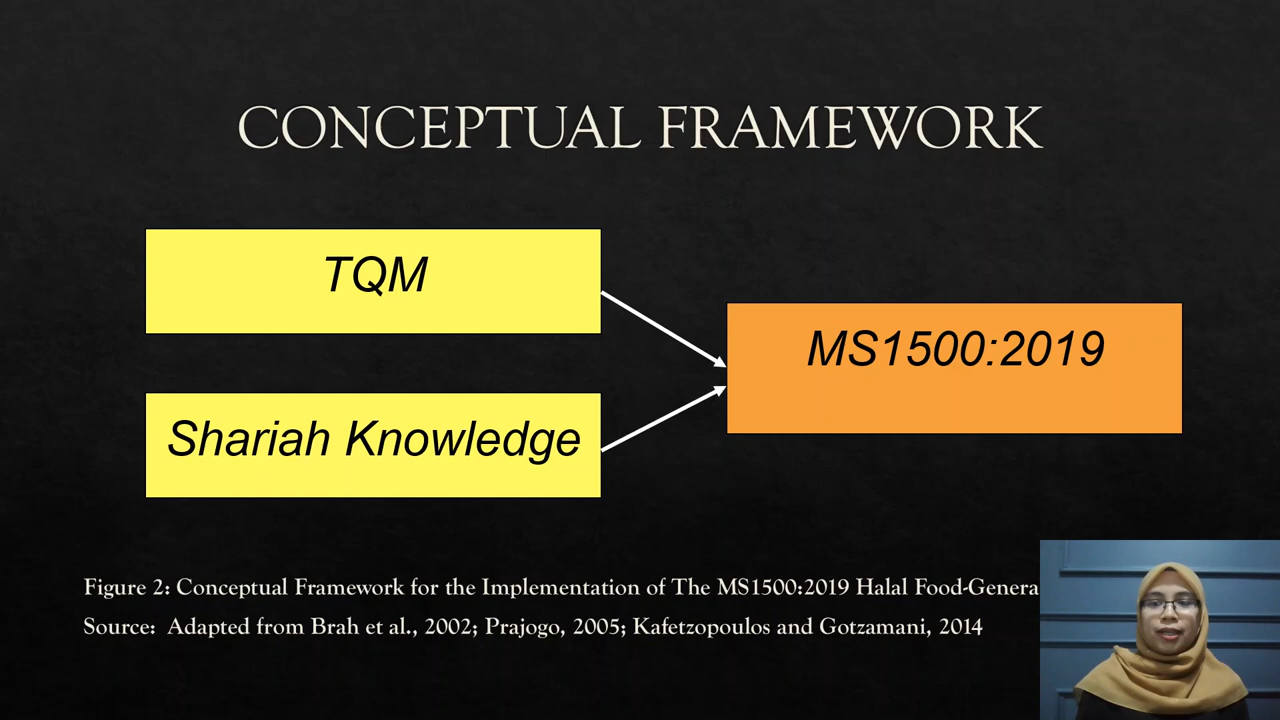 CONCEPTUAL FRAMEWORK
TQM
Shariah Knowledge
MS1500:2019
Figure 2: Conceptual Framework for the Implementation of The MS1500:2019 Halal Food-Genera
Source: Adapted from Brah et al., 2002; Prajogo, 2005; Kafetzopoulos and Gotzamani, 2014